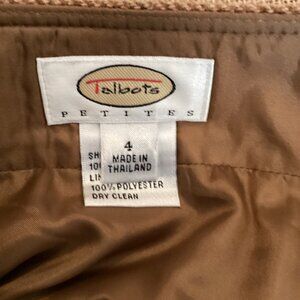 Talbots
PETITES
4
MADE IN
THAILAND
100% POLYESTER
DRY CLEAN